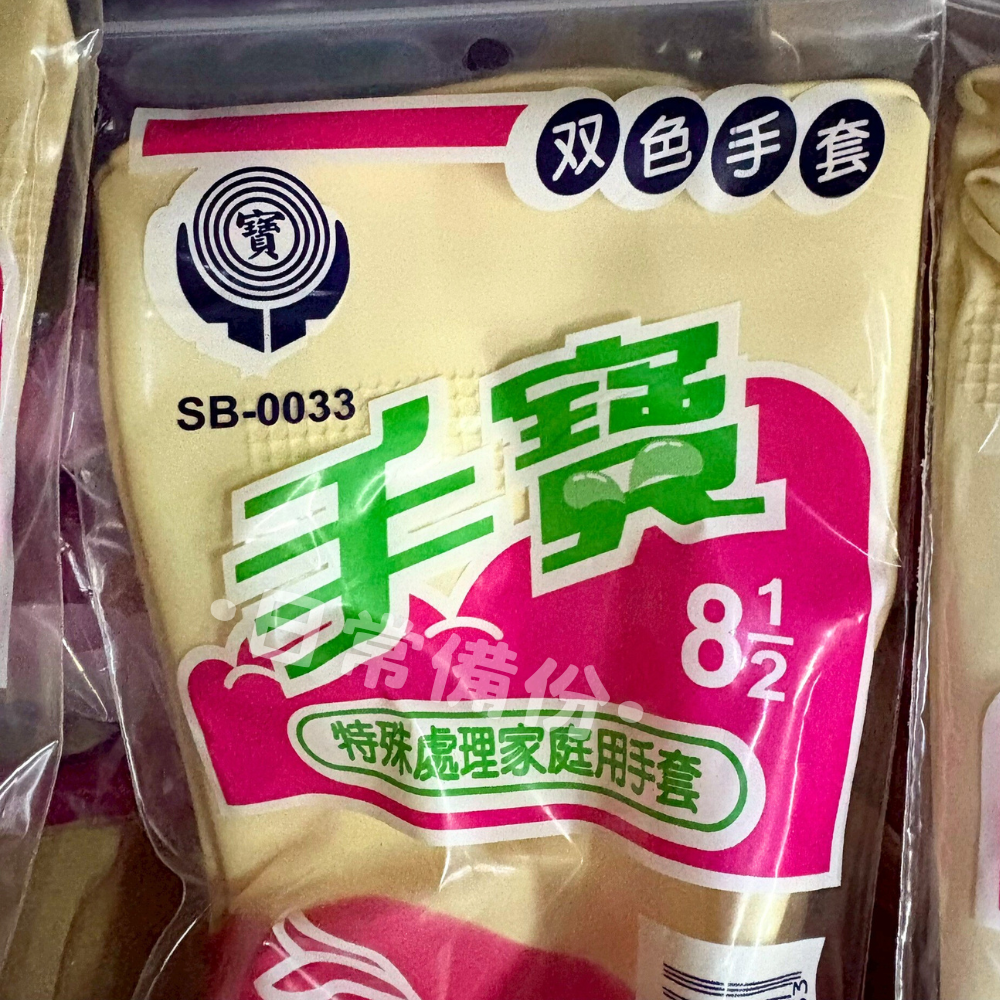 双色手套
寶
SB-0033
手寶
8 1/2
·日常備份·
特殊處理家庭用手套